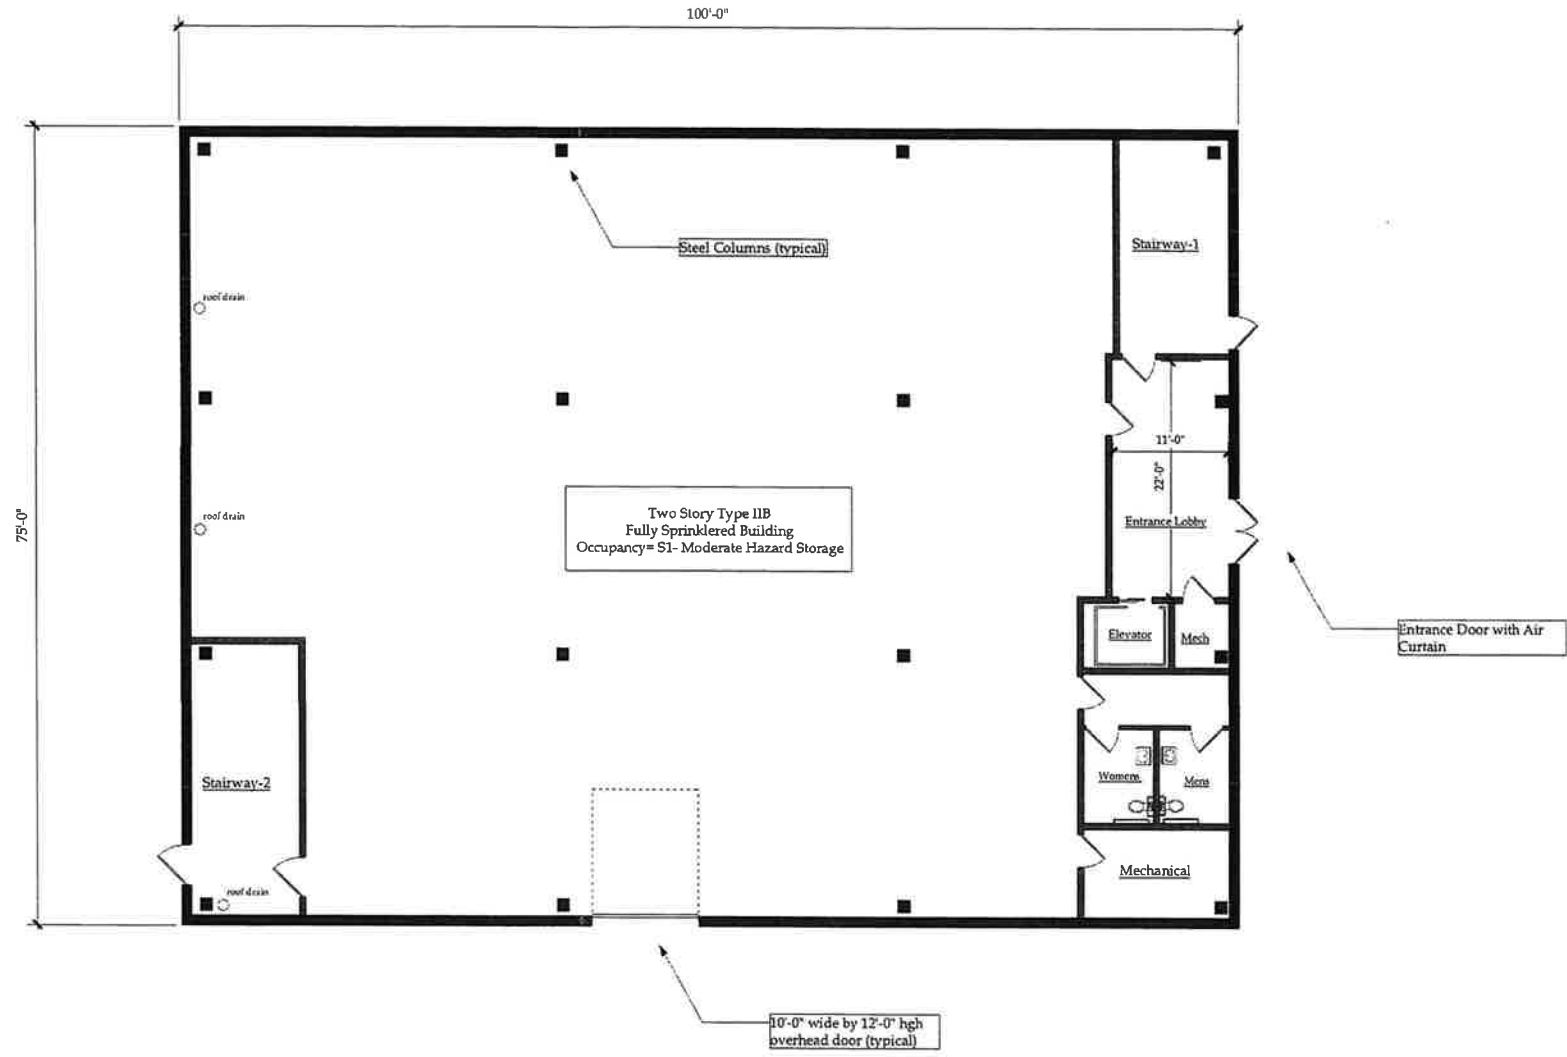 100'-0"
Steel Columns (typical)
Stairway-1
roof drain
11'-0"
22'-0"
75'-0"
roof drain
Two Story Type IIB
Fully Sprinklered Building
Occupancy= S1- Moderate Hazard Storage
Entrance Lobby
Entrance Door with Air
Curtain
Elevator
Mech
Stairway-2
Womens
Mens
Mechanical
roof drain
10'-0" wide by 12'-0" hgh
overhead door (typical)